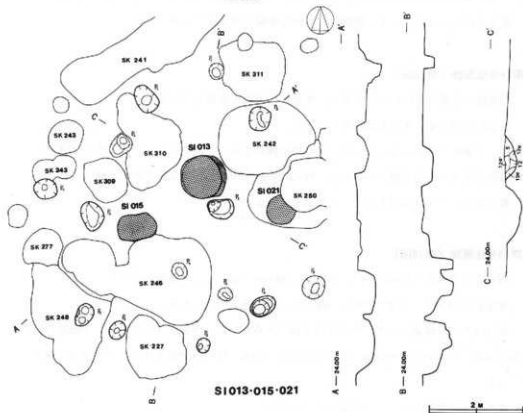 SK 241
B'
SK 311
A'
SK 243
C'
SK 310
SI 013
SK 242
SK 343
SK 309
SI 021
SK 260
SI 015
C'
SK 277
SK 246
A
SK 248
SK 227
B
SI013·015·021
A'
B'
C'
A 24.00m
B 24.00m
C 24.00m
2 M